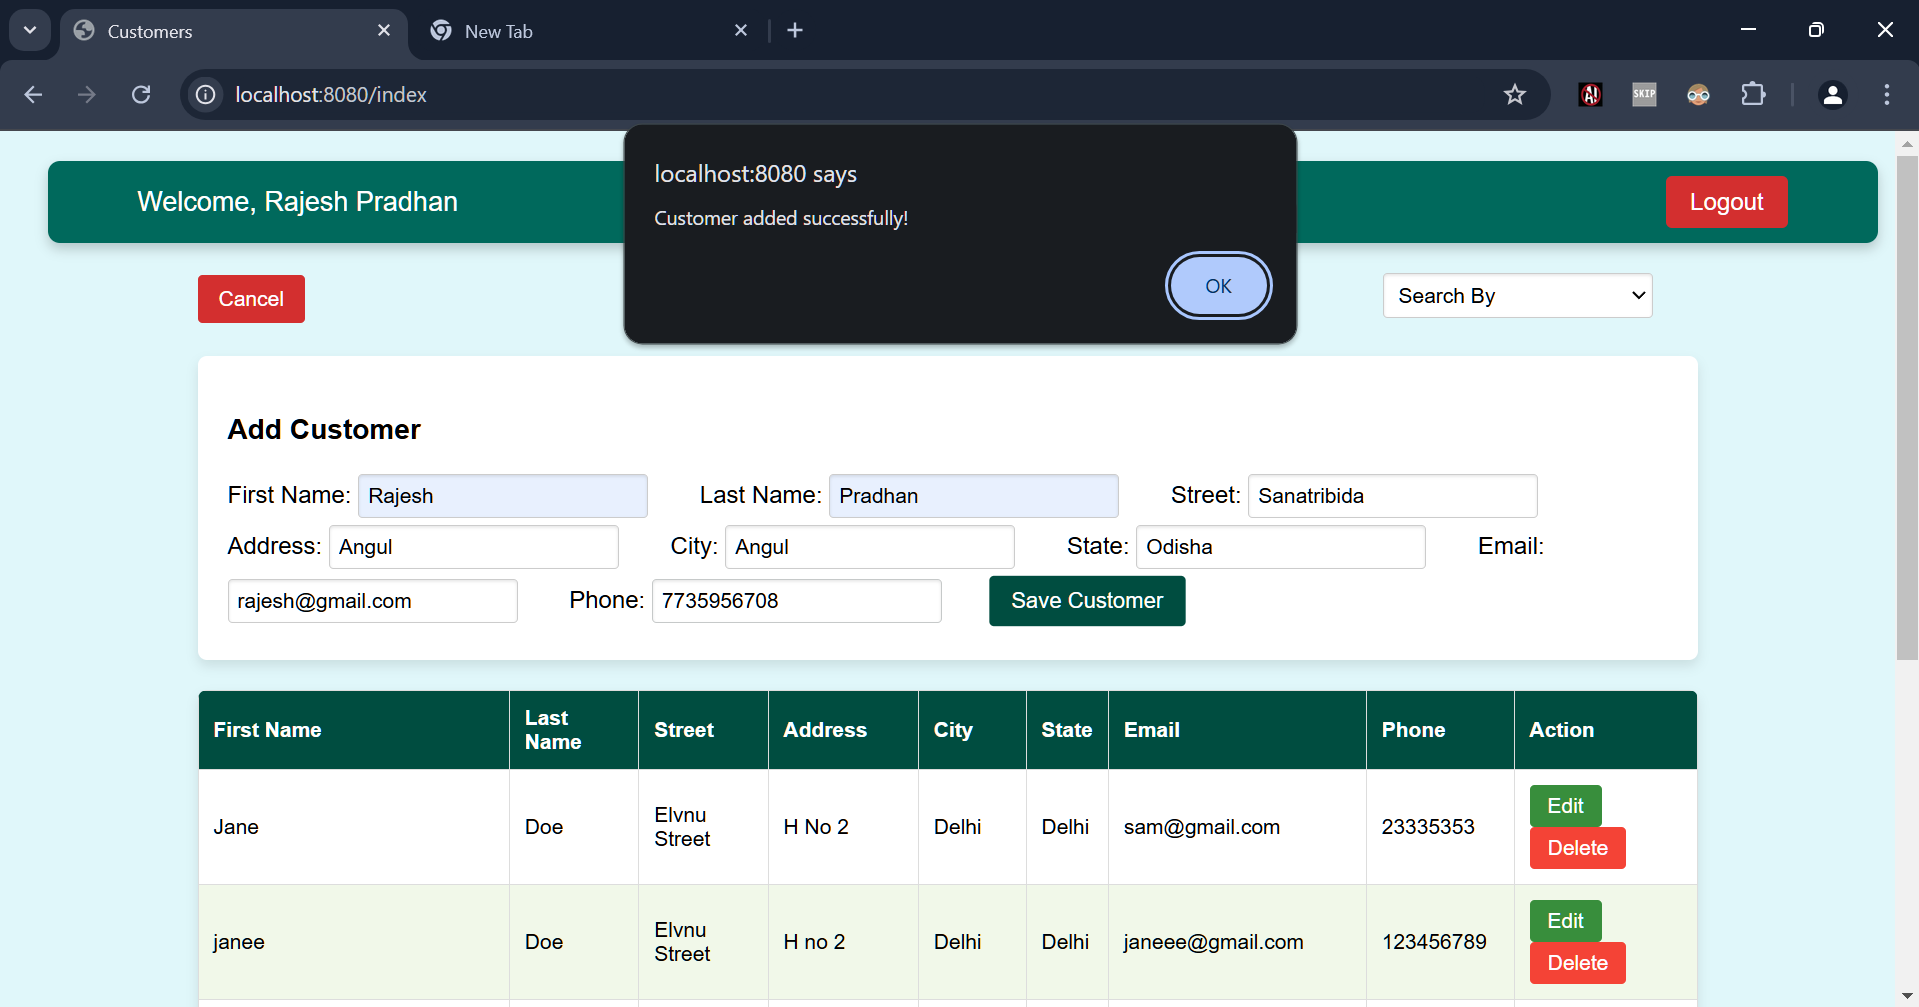 Customers
New Tab
localhost:8080/index
SKIP
localhost:8080 says
Customer added successfully!
OK
Welcome, Rajesh Pradhan
Logout
Cancel
Search By
Add Customer
First Name: Rajesh Last Name: Pradhan Street: Sanatribida
Address: Angul City: Angul State: Odisha Email:
rajesh@gmail.com Phone: 7735956708 Save Customer
First Name Last Name Street Address City State Email Phone Action
Jane Doe Elvnu Street H No 2 Delhi Delhi sam@gmail.com 23335353 Edit
Delete
janee Doe Elvnu Street H no 2 Delhi Delhi janeee@gmail.com 123456789 Edit
Delete